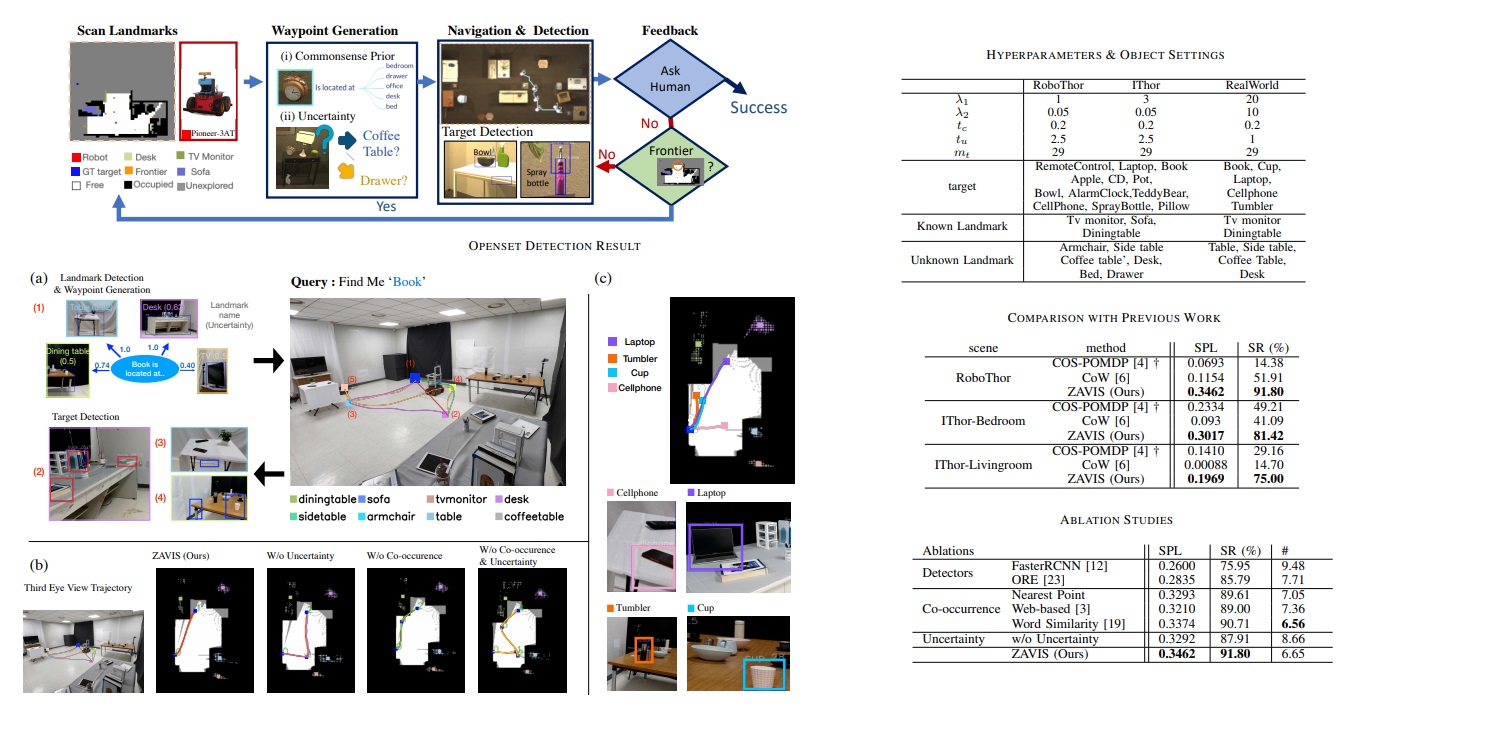 Scan Landmarks
Pioneer-3AT
Robot Desk TV Monitor
GT target Frontier Sofa
Free Occupied Unexplored
Waypoint Generation
(i) Commonsense Prior
Is located at
bedroom
drawer
office
desk
bed
(ii) Uncertainty
?
Coffee
Table?
Drawer?
Navigation & Detection
Target Detection
Bowl
Spray
bottle
Feedback
Ask
Human
Success
No
Frontier
?
No
Yes
OPENSET DETECTION RESULT
(a) Landmark Detection
& Waypoint Generation
(1)
Desk (0.63)
Landmark
name
(Uncertainty)
Dining table
(0.5)
1.0 1.0
0.74 0.40
Book is
located at..
Target Detection
(2)
(3)
(4)
Query : Find Me ‘Book’
(1)
(5)
(4)
(3)
(2)
diningtable sofa tvmonitor desk
sidetable armchair table coffeetable
(b)
Third Eye View Trajectory
ZAVIS (Ours)
W/o Uncertainty
W/o Co-occurence
W/o Co-occurence
& Uncertainty
(c)
Laptop
Tumbler
Cup
Cellphone
Cellphone Laptop
Tumbler Cup
HYPERPARAMETERS & OBJECT SETTINGS
RoboThor IThor RealWorld
λ1 1 3 20
λ2 0.05 0.05 10
tc 0.2 0.2 0.2
tu 2.5 2.5 1
mt 29 29 29
target
RemoteControl, Laptop, Book
Apple, CD, Pot,
Bowl, AlarmClock,TeddyBear,
CellPhone, SprayBottle, Pillow
Book, Cup,
Laptop,
Cellphone
Tumbler
Known Landmark
Tv monitor, Sofa,
Diningtable
Tv monitor
Diningtable
Unknown Landmark
Armchair, Side table
Coffee table’, Desk,
Bed, Drawer
Table, Side table,
Coffee Table,
Desk
COMPARISON WITH PREVIOUS WORK
scene method SPL SR (%)
RoboThor
COS-POMDP [4] † 0.0693 14.38
CoW [6] 0.1154 51.91
ZAVIS (Ours) 0.3462 91.80
IThor-Bedroom
COS-POMDP [4] † 0.2334 49.21
CoW [6] 0.093 41.09
ZAVIS (Ours) 0.3017 81.42
IThor-Livingroom
COS-POMDP [4] † 0.1410 29.16
CoW [6] 0.00088 14.70
ZAVIS (Ours) 0.1969 75.00
ABLATION STUDIES
Ablations SPL SR (%) #
Detectors
FasterRCNN [12] 0.2600 75.95 9.48
ORE [23] 0.2835 85.79 7.71
Co-occurrence
Nearest Point 0.3293 89.61 7.05
Web-based [3] 0.3210 89.00 7.36
Word Similarity [19] 0.3374 90.71 6.56
Uncertainty w/o Uncertainty 0.3292 87.91 8.66
ZAVIS (Ours) 0.3462 91.80 6.65